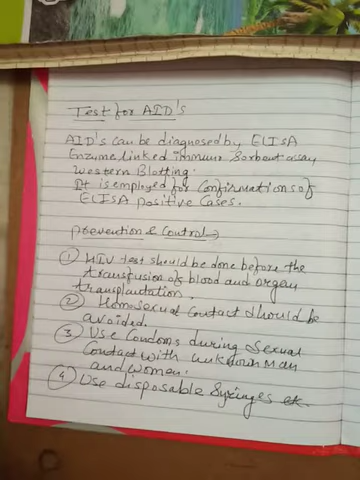 Test for AID's
AID's can be diagnosed by ELISA
Enzyme linked immuno Sorbent assay
Western Blotting.
It is employed for Confirmations of
ELISA Positive Cases.
Prevention & Control →
① HIV test should be done before the
transfusion of blood and organ
transplantation.
② Homosexual Contact should be
avoided.
③ Use Condoms during Sexual
Contact with unknown Man
and women.
④ Use disposable Syringes etc.